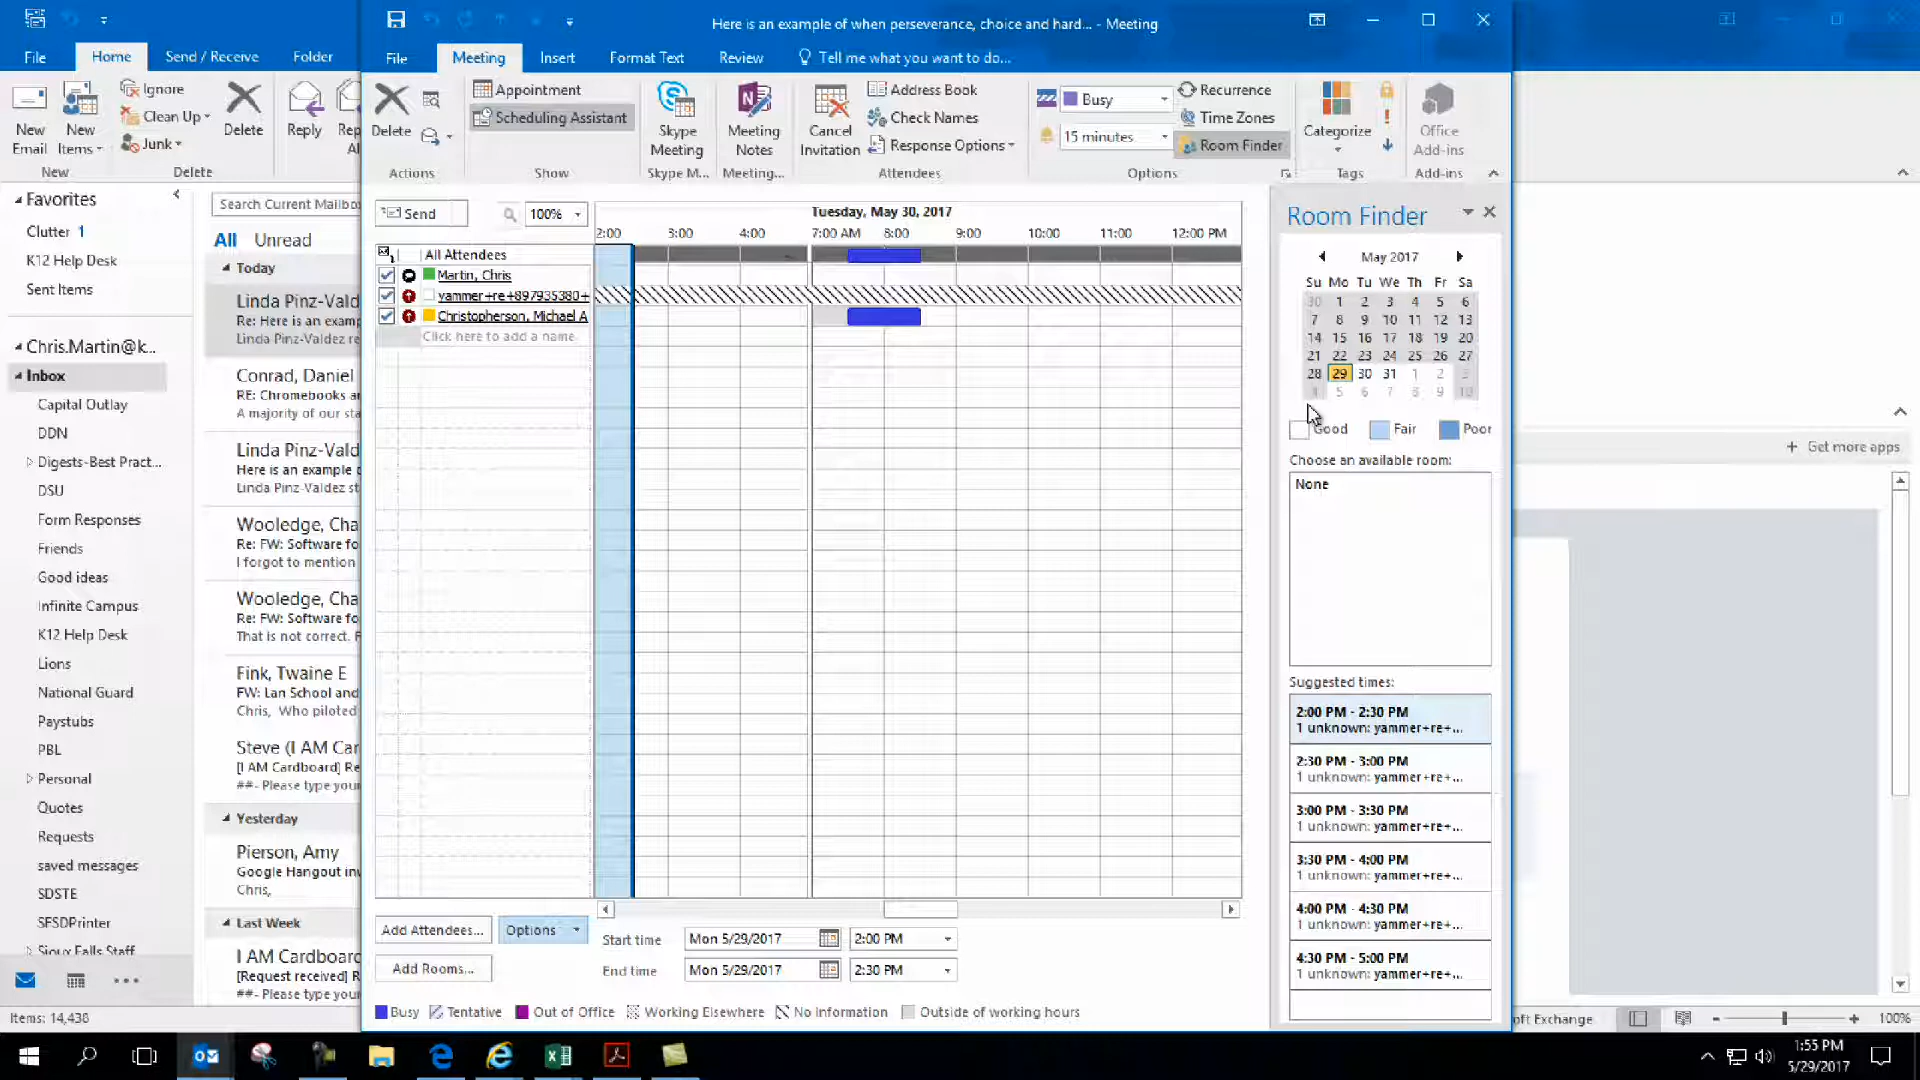 Here is an example of when perseverance, choice and hard... - Meeting
File
Home
Send / Receive
Folder
File
Meeting
Insert
Format Text
Review
Tell me what you want to do...
New
Email
New
Items
Ignore
Clean Up
Junk
Delete
Reply
New
Delete
Delete
Appointment
Scheduling Assistant
Skype
Meeting
Meeting
Notes
Cancel
Invitation
Address Book
Check Names
Response Options
Busy
15 minutes
Recurrence
Time Zones
Room Finder
Categorize
Office
Add-ins
Actions
Show
Skype M...
Meeting...
Attendees
Options
Tags
Add-ins
Favorites
Clutter 1
K12 Help Desk
Sent Items
Chris.Martin@k...
Inbox
Capital Outlay
DDN
Digests-Best Pract...
DSU
Form Responses
Friends
Good ideas
Infinite Campus
K12 Help Desk
Lions
National Guard
Paystubs
PBL
Personal
Quotes
Requests
saved messages
SDSTE
SFSDPrinter
Sioux Falls Staff
Search Current Mailbo
All Unread
Today
Linda Pinz-Vald
Re: Here is an examp
Linda Pinz-Valdez re
Conrad, Daniel
RE: Chromebooks ar
A majority of our sta
Linda Pinz-Vald
Here is an example o
Linda Pinz-Valdez st
Wooledge, Cha
Re: FW: Software fo
I forgot to mention
Wooledge, Cha
Re: FW: Software fo
That is not correct. R
Fink, Twaine E
FW: Lan School and
Chris, Who piloted
Steve (I AM Car
[I AM Cardboard] Re
##- Please type your
Yesterday
Pierson, Amy
Google Hangout inv
Chris,
Last Week
I AM Cardboard
[Request received] R
##- Please type your
Send
100%
Tuesday, May 30, 2017
2:00 3:00 4:00 7:00 AM 8:00 9:00 10:00 11:00 12:00 PM
All Attendees
Martin, Chris
yammer+re+897935380+
Christopherson, Michael A
Click here to add a name
Add Attendees...
Options
Add Rooms...
Start time
Mon 5/29/2017
2:00 PM
End time
Mon 5/29/2017
2:30 PM
Busy
Tentative
Out of Office
Working Elsewhere
No Information
Outside of working hours
Room Finder
May 2017
Su Mo Tu We Th Fr Sa
30 1 2 3 4 5 6
7 8 9 10 11 12 13
14 15 16 17 18 19 20
21 22 23 24 25 26 27
28 29 30 31 1 2 3
4 5 6 7 8 9 10
Good Fair Poor
Choose an available room:
None
Suggested times:
2:00 PM - 2:30 PM
1 unknown: yammer+re+...
2:30 PM - 3:00 PM
1 unknown: yammer+re+...
3:00 PM - 3:30 PM
1 unknown: yammer+re+...
3:30 PM - 4:00 PM
1 unknown: yammer+re+...
4:00 PM - 4:30 PM
1 unknown: yammer+re+...
4:30 PM - 5:00 PM
1 unknown: yammer+re+...
+ Get more apps
Items: 14,438
oft Exchange
100%
1:55 PM
5/29/2017